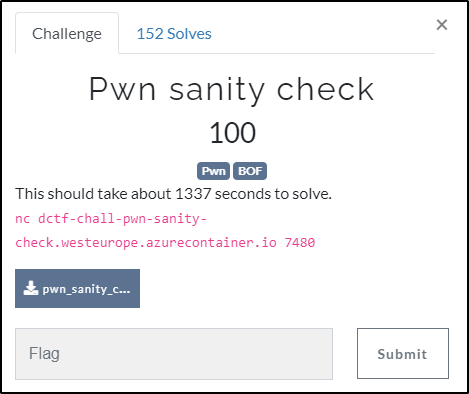 Challenge
152 Solves
×
Pwn sanity check
100
Pwn BOF
This should take about 1337 seconds to solve.
nc dctf-chall-pwn-sanity-
check.westeurope.azurecontainer.io 7480
pwn_sanity_c...
Flag
Submit